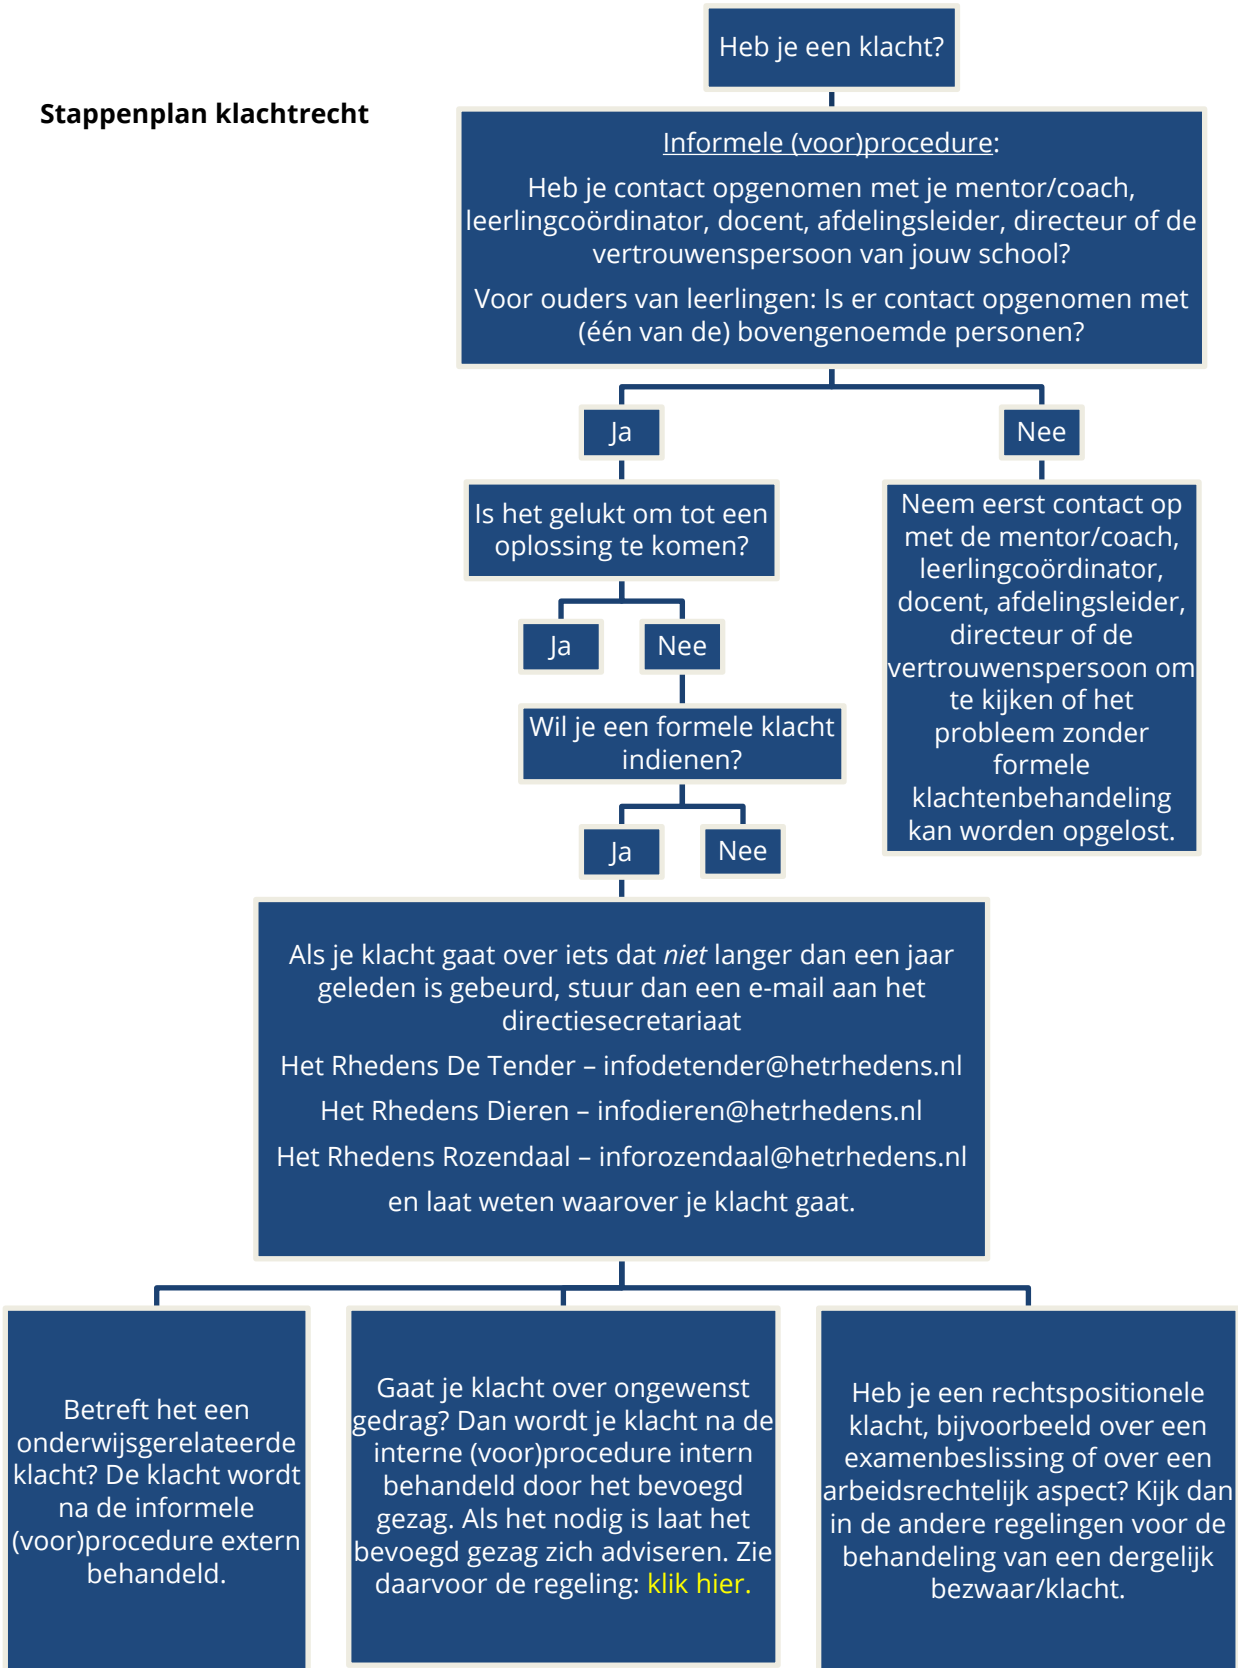 Heb je een klacht?
Stappenplan klachtrecht
Informele (voor)procedure:
Heb je contact opgenomen met je mentor/coach,
leerlingcoördinator, docent, afdelingsleider, directeur of de
vertrouwenspersoon van jouw school?
Voor ouders van leerlingen: Is er contact opgenomen met
(één van de) bovengenoemde personen?
Ja
Nee
Is het gelukt om tot een
oplossing te komen?
Neem eerst contact op
met de mentor/coach,
leerlingcoördinator,
docent, afdelingsleider,
directeur of de
vertrouwenspersoon om
te kijken of het
probleem zonder
formele
klachtenbehandeling
kan worden opgelost.
Ja
Nee
Wil je een formele klacht
indienen?
Ja
Nee
Als je klacht gaat over iets dat niet langer dan een jaar
geleden is gebeurd, stuur dan een e-mail aan het
directiesecretariaat
Het Rhedens De Tender – infodetender@hetrhedens.nl
Het Rhedens Dieren – infodieren@hetrhedens.nl
Het Rhedens Rozendaal – inforozendaal@hetrhedens.nl
en laat weten waarover je klacht gaat.
Betreft het een
onderwijsgerelateerde
klacht? De klacht wordt
na de informele
(voor)procedure extern
behandeld.
Gaat je klacht over ongewenst
gedrag? Dan wordt je klacht na de
interne (voor)procedure intern
behandeld door het bevoegd
gezag. Als het nodig is laat het
bevoegd gezag zich adviseren. Zie
daarvoor de regeling: klik hier.
Heb je een rechtspositionele
klacht, bijvoorbeeld over een
examenbeslissing of over een
arbeidsrechtelijk aspect? Kijk dan
in de andere regelingen voor de
behandeling van een dergelijk
bezwaar/klacht.